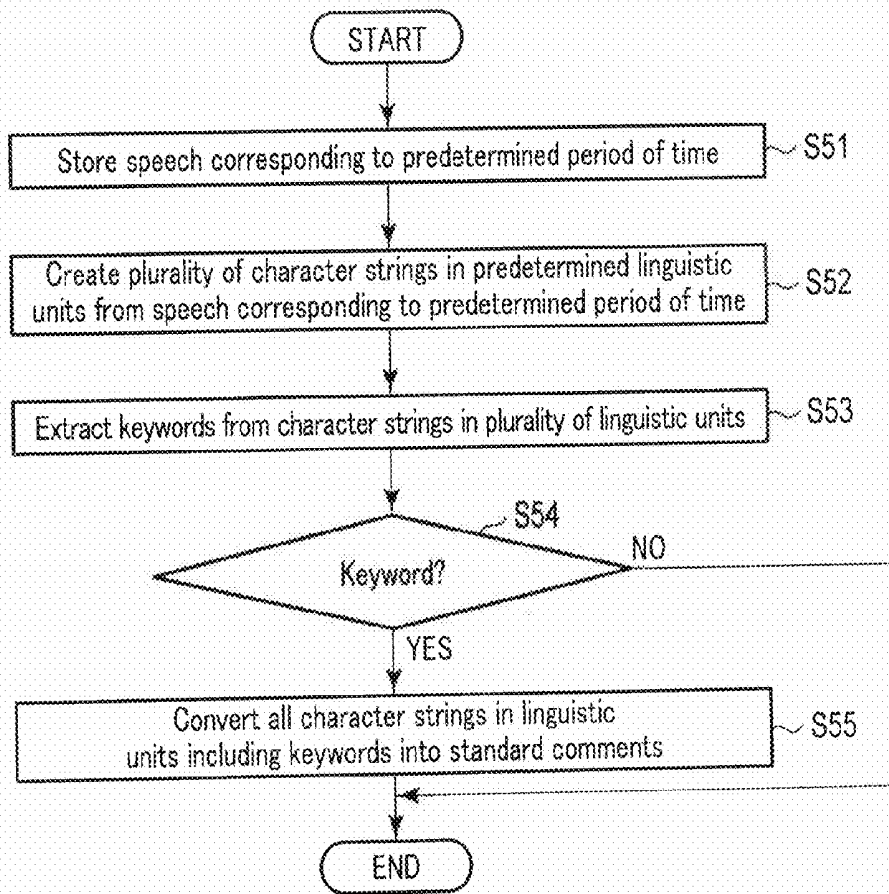 START
Store speech corresponding to predetermined period of time
S51
Create plurality of character strings in predetermined linguistic
units from speech corresponding to predetermined period of time
S52
Extract keywords from character strings in plurality of linguistic units
S53
S54
Keyword?
NO
YES
Convert all character strings in linguistic
units including keywords into standard comments
S55
END